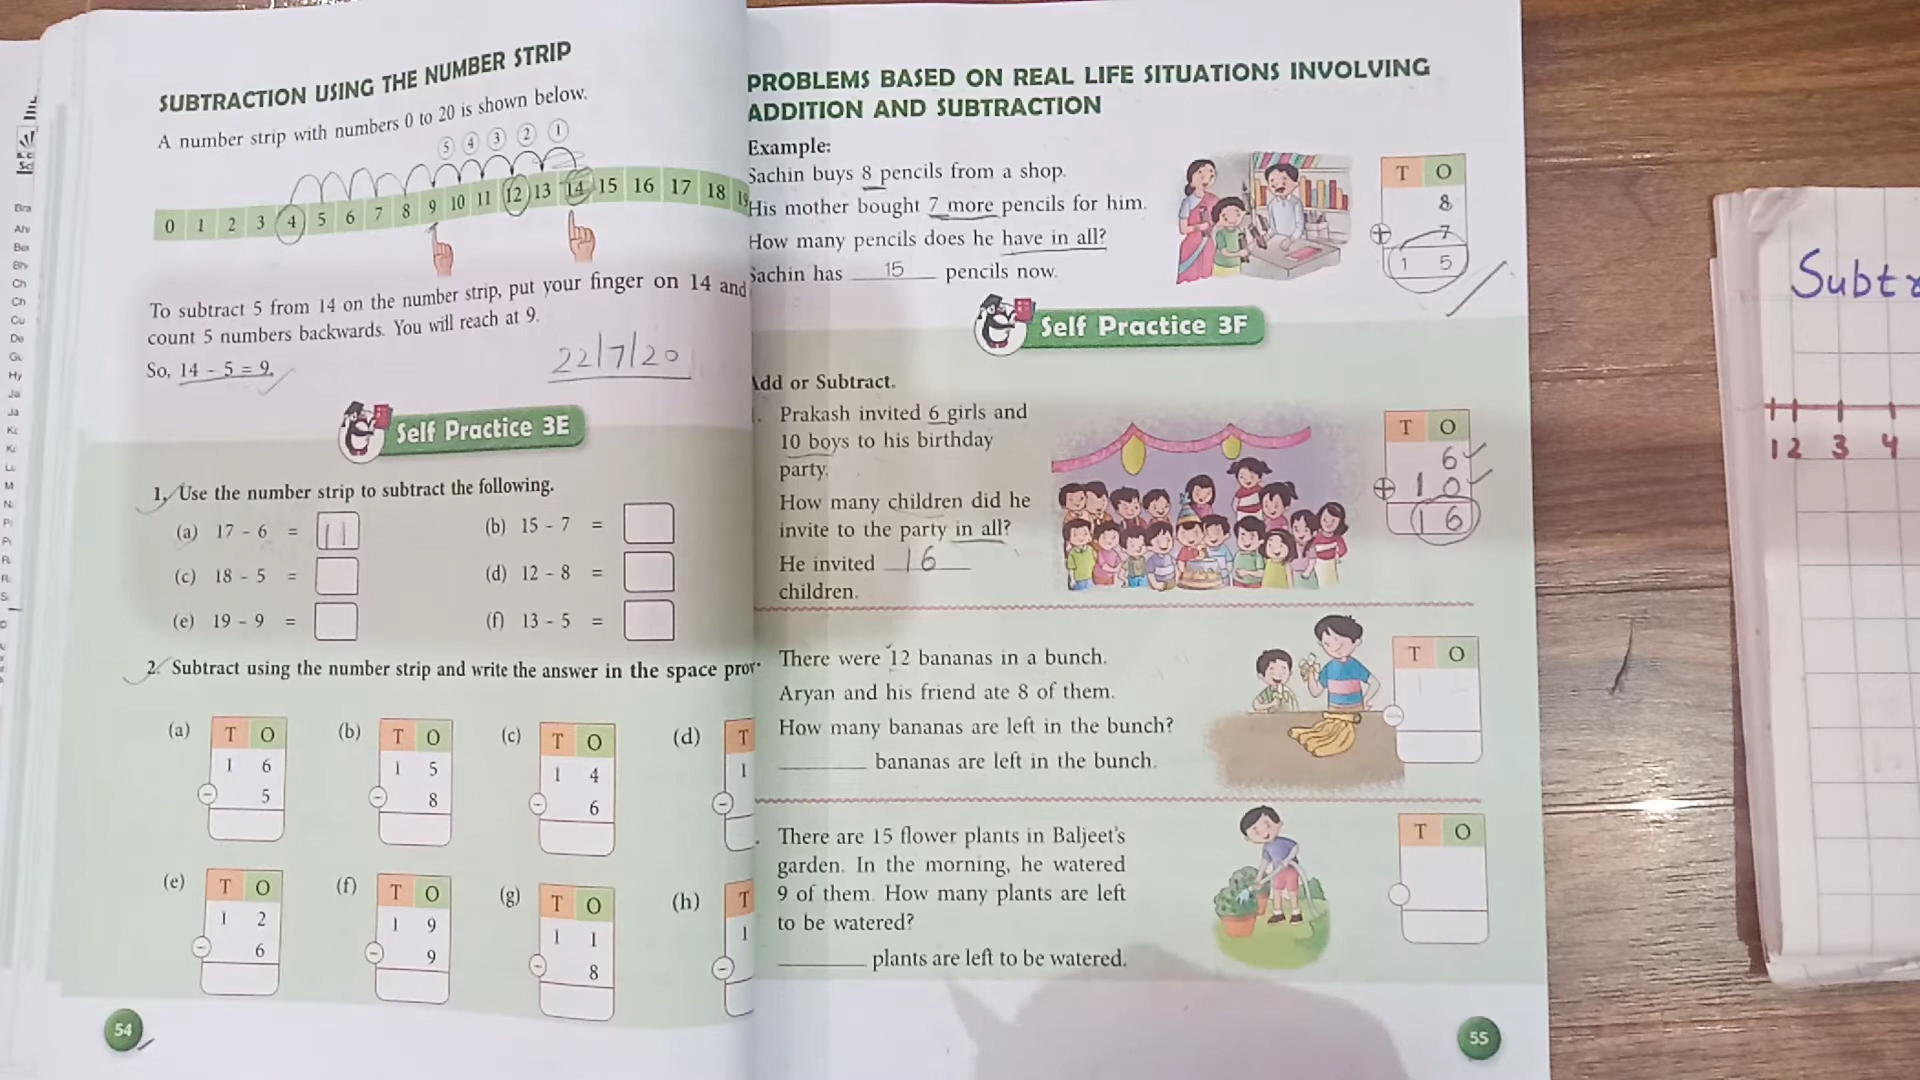 SUBTRACTION USING THE NUMBER STRIP
A number strip with numbers 0 to 20 is shown below.
5 4 3 2 1
0 1 2 3 4 5 6 7 8 9 10 11 12 13 14 15 16 17 18
To subtract 5 from 14 on the number strip, put your finger on 14 and
count 5 numbers backwards. You will reach at 9.
So, 14 - 5 = 9.
22/7/20
Self Practice 3E
1. Use the number strip to subtract the following.
(a) 17 - 6 = 11 (b) 15 - 7 =
(c) 18 - 5 = (d) 12 - 8 =
(e) 19 - 9 = (f) 13 - 5 =
2. Subtract using the number strip and write the answer in the space
(a) T O (b) T O (c) T O (d) T
1 6 1 5 1 4 1
- 5 - 8 - 6 -
(e) T O (f) T O (g) T O (h) T
1 2 1 9 1 1 1
- 6 - 9 - 8 -
54
PROBLEMS BASED ON REAL LIFE SITUATIONS INVOLVING
ADDITION AND SUBTRACTION
Example:
Sachin buys 8 pencils from a shop.
His mother bought 7 more pencils for him.
How many pencils does he have in all?
Sachin has 15 pencils now.
T O
8
+ 7
1 5
Self Practice 3F
Add or Subtract.
Prakash invited 6 girls and
10 boys to his birthday
party.
How many children did he
invite to the party in all?
He invited 16
children.
T O
6
+ 1 0
1 6
There were 12 bananas in a bunch.
Aryan and his friend ate 8 of them.
How many bananas are left in the bunch?
bananas are left in the bunch.
T O
-
There are 15 flower plants in Baljeet's
garden. In the morning, he watered
9 of them. How many plants are left
to be watered?
plants are left to be watered.
T O
55
1 2 3 4